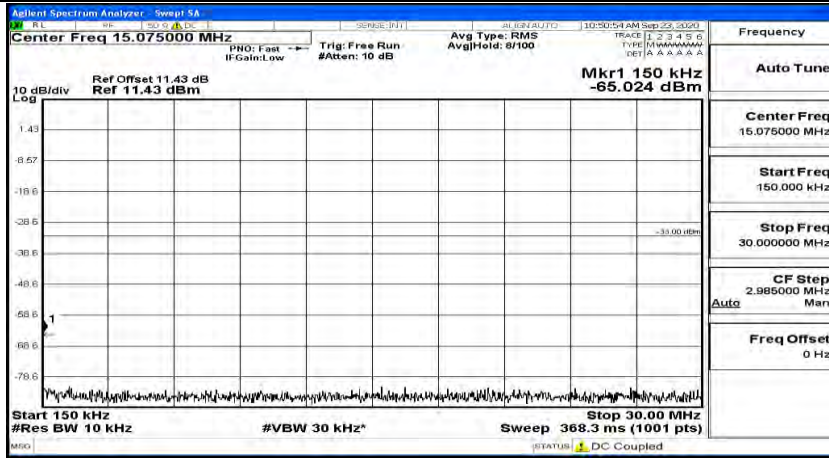 Agilent Spectrum Analyzer - Swept SA
RL RF 50 Ω DC SENSE:INT ALIGN AUTO 10:50:54 AM Sep 23, 2020
Center Freq 15.075000 MHz
PNO: Fast
IFGain:Low
Trig: Free Run
#Atten: 10 dB
Avg Type: RMS
Avg|Hold: 8/100
TRACE 1 2 3 4 5 6
TYPE MWWWWW
DET A A A A A A
Ref Offset 11.43 dB
Ref 11.43 dBm
10 dB/div
Log
Mkr1 150 kHz
-65.024 dBm
1.43
-8.57
-18.6
-28.6
-33.00 dBm
-38.6
-48.6
-58.6
1
-68.6
-78.6
Start 150 kHz
Stop 30.00 MHz
#Res BW 10 kHz
#VBW 30 kHz*
Sweep 368.3 ms (1001 pts)
MSG
STATUS
DC Coupled
Frequency
Auto Tune
Center Freq
15.075000 MHz
Start Freq
150.000 kHz
Stop Freq
30.000000 MHz
CF Step
2.985000 MHz
Auto Man
Freq Offset
0 Hz